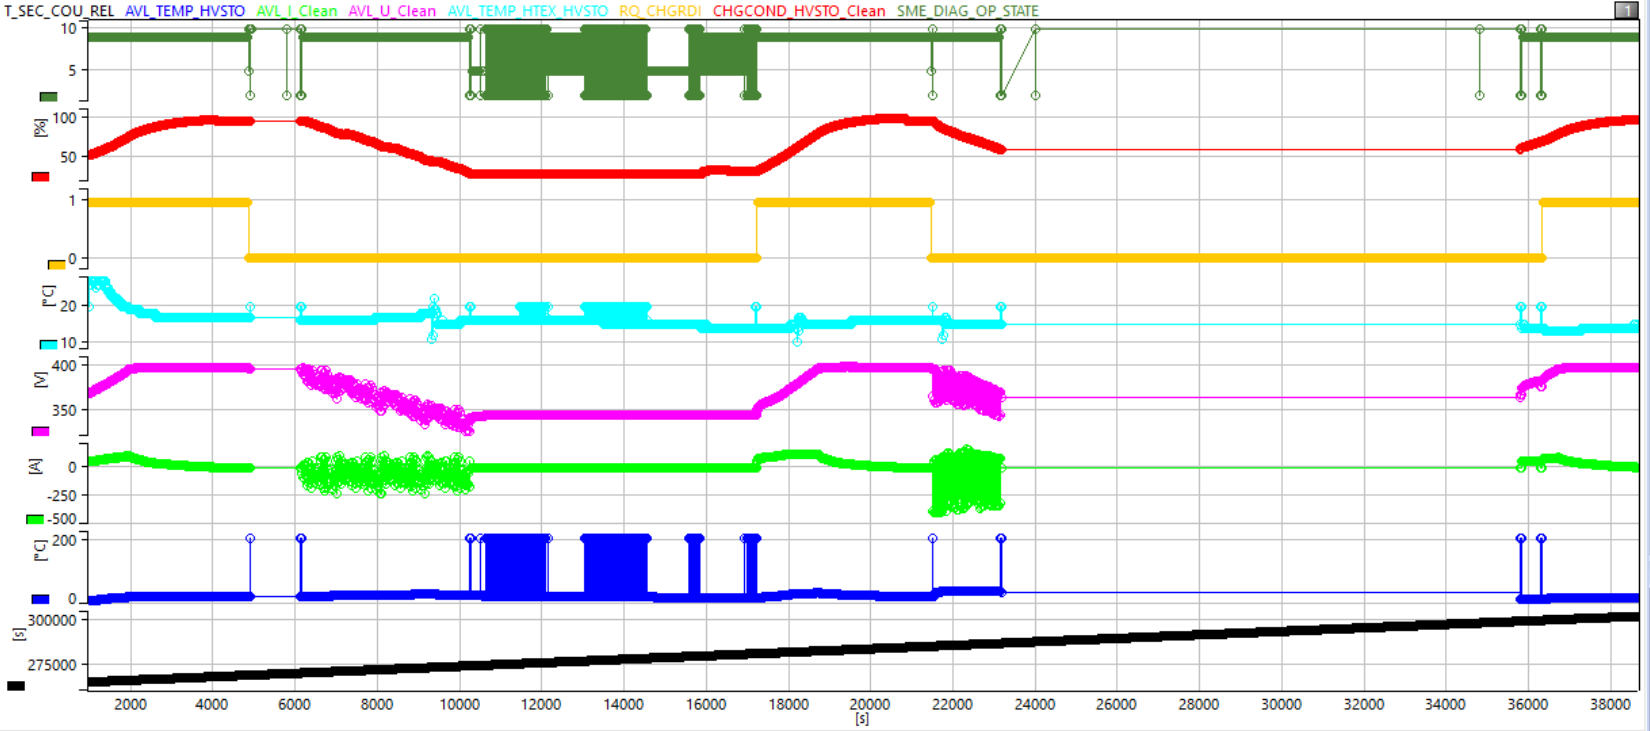 T_SEC_COU_REL AVL_TEMP_HVSTO AVL_I_Clean AVL_U_Clean AVL_TEMP_HTEX_HVSTO RQ_CHGRDI CHGCOND_HVSTO_Clean SME_DIAG_OP_STATE 1
10
5
100
[%]
50
1
0
[°C]
20
10
400
[V]
350
0
[A]
-250
-500
200
[°C]
0
300000
[s]
275000
2000 4000 6000 8000 10000 12000 14000 16000 18000 20000 22000 24000 26000 28000 30000 32000 34000 36000 38000
[s]